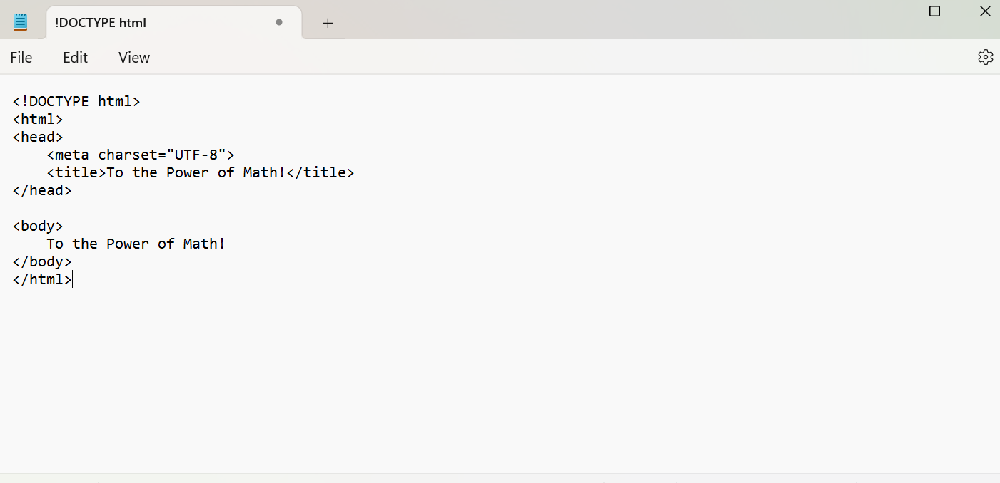 !DOCTYPE html
File Edit View
<!DOCTYPE html>
<html>
<head>
    <meta charset="UTF-8">
    <title>To the Power of Math!</title>
</head>

<body>
    To the Power of Math!
</body>
</html>